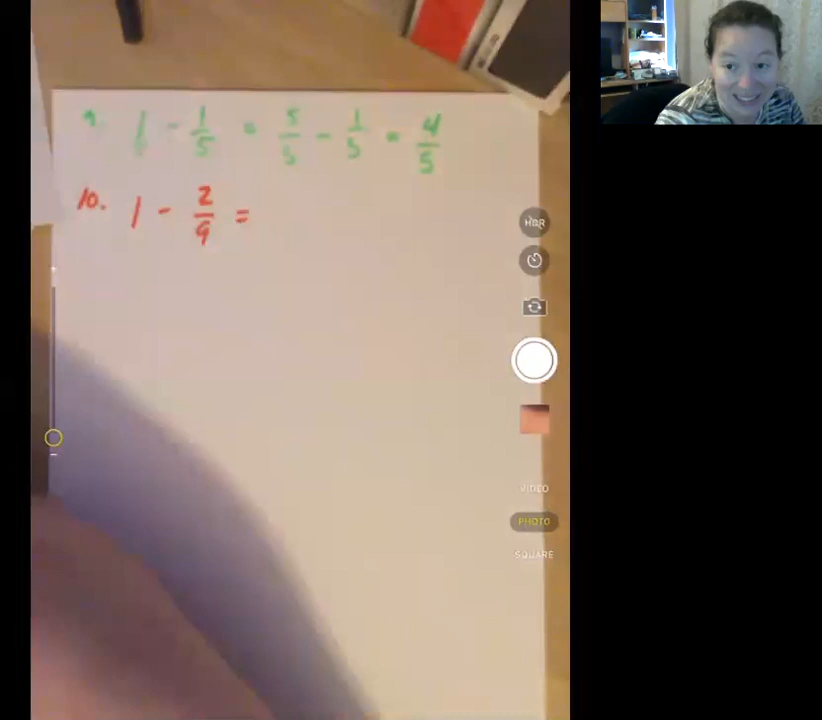 9. 1 - 1/5 = 5/5 - 1/5 = 4/5
10. 1 - 2/9 =
HDR
VIDEO
PHOTO
SQUARE